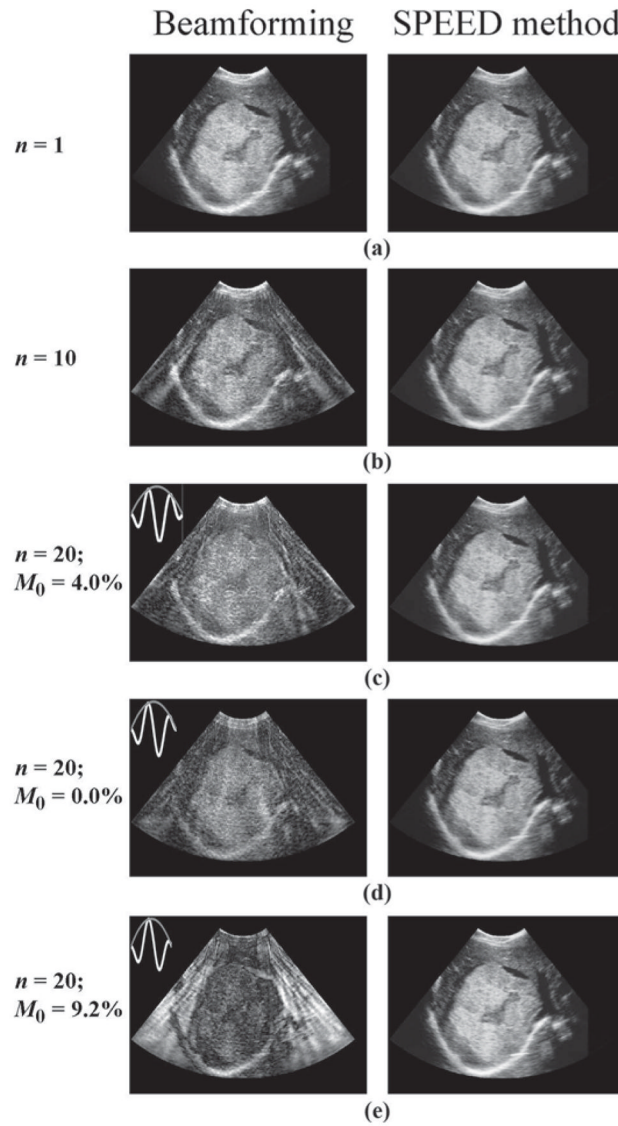 Beamforming SPEED method
n = 1
(a)
n = 10
(b)
n = 20;
M₀ = 4.0%
(c)
n = 20;
M₀ = 0.0%
(d)
n = 20;
M₀ = 9.2%
(e)